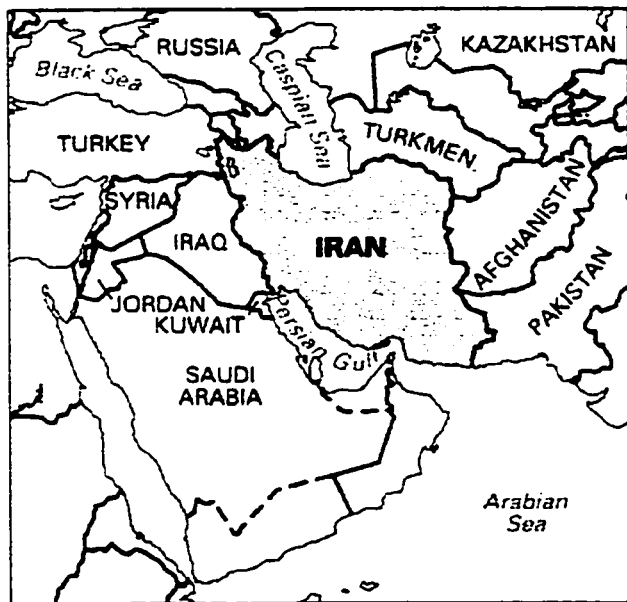 RUSSIA
KAZAKHSTAN
Black Sea
Caspian Sea
TURKEY
TURKMEN.
SYRIA
IRAQ
IRAN
AFGHANISTAN
JORDAN
KUWAIT
Persian Gulf
PAKISTAN
SAUDI
ARABIA
Arabian
Sea